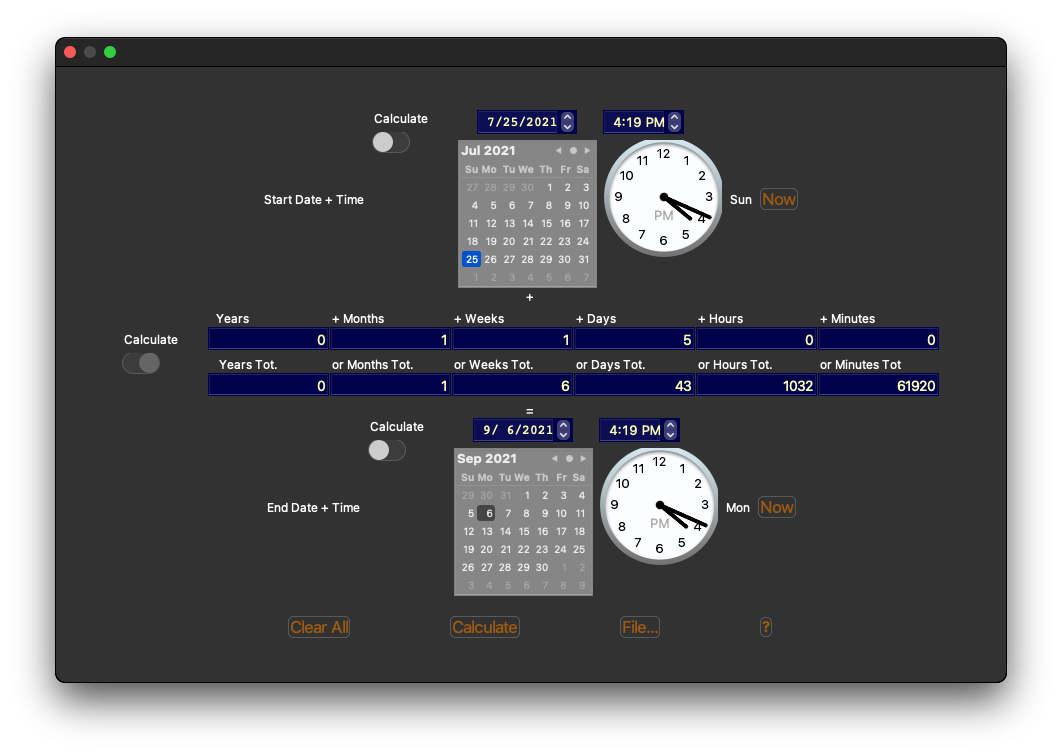 Calculate
7/25/2021
4:19 PM
Jul 2021
Su Mo Tu We Th Fr Sa
27 28 29 30 1 2 3
4 5 6 7 8 9 10
11 12 13 14 15 16 17
18 19 20 21 22 23 24
25 26 27 28 29 30 31
1 2 3 4 5 6 7
12
1
2
3
4
5
6
7
8
9
10
11
PM
Start Date + Time
Sun
Now
+
Years + Months + Weeks + Days + Hours + Minutes
Calculate
0 1 1 5 0 0
Years Tot. or Months Tot. or Weeks Tot. or Days Tot. or Hours Tot. or Minutes Tot
0 1 6 43 1032 61920
=
Calculate
9/ 6/2021
4:19 PM
Sep 2021
Su Mo Tu We Th Fr Sa
29 30 31 1 2 3 4
5 6 7 8 9 10 11
12 13 14 15 16 17 18
19 20 21 22 23 24 25
26 27 28 29 30 1 2
3 4 5 6 7 8 9
12
1
2
3
4
5
6
7
8
9
10
11
PM
End Date + Time
Mon
Now
Clear All
Calculate
File...
?